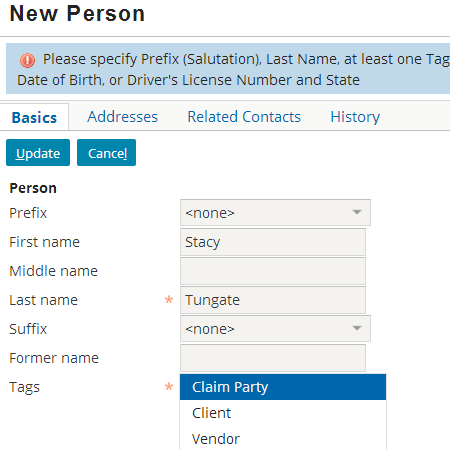 New Person
Please specify Prefix (Salutation), Last Name, at least one Tag
Date of Birth, or Driver's License Number and State
Basics Addresses Related Contacts History
Update Cancel
Person
Prefix <none>
First name Stacy
Middle name
Last name * Tungate
Suffix <none>
Former name
Tags * Claim Party
Client
Vendor